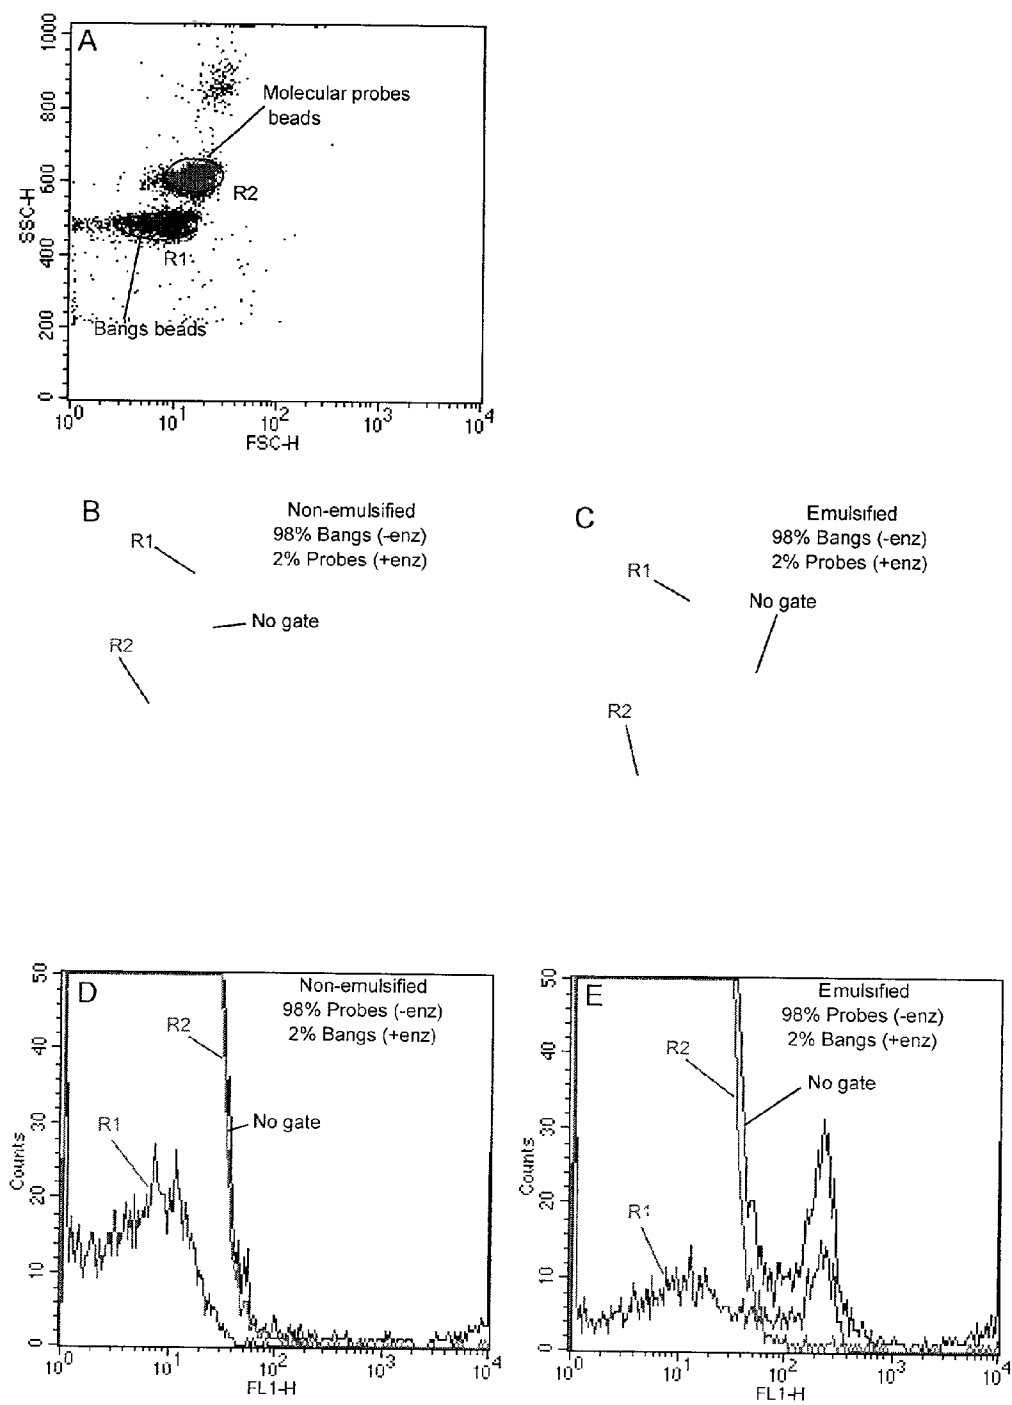 A
1000
800
600
400
200
0
SSC-H
Molecular probes
beads
R2
R1
Bangs beads
10^0
10^1
10^2
10^3
10^4
FSC-H
B
Non-emulsified
98% Bangs (-enz)
2% Probes (+enz)
R1
No gate
R2
C
Emulsified
98% Bangs (-enz)
2% Probes (+enz)
R1
No gate
R2
D
Non-emulsified
98% Probes (-enz)
2% Bangs (+enz)
R2
No gate
R1
50
40
30
20
10
0
Counts
10^0
10^1
10^2
10^3
10^4
FL1-H
E
Emulsified
98% Probes (-enz)
2% Bangs (+enz)
R2
No gate
R1
50
40
30
20
10
0
Counts
10^0
10^1
10^2
10^3
10^4
FL1-H